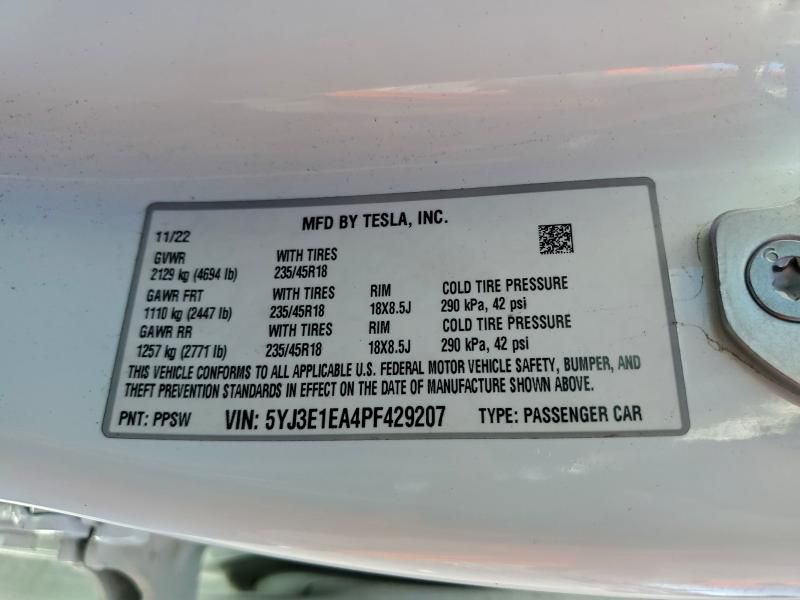 MFD BY TESLA, INC.
11/22
GVWR WITH TIRES
2129 kg (4694 lb) 235/45R18
GAWR FRT WITH TIRES RIM COLD TIRE PRESSURE
1110 kg (2447 lb) 235/45R18 18X8.5J 290 kPa, 42 psi
GAWR RR WITH TIRES RIM COLD TIRE PRESSURE
1257 kg (2771 lb) 235/45R18 18X8.5J 290 kPa, 42 psi
THIS VEHICLE CONFORMS TO ALL APPLICABLE U.S. FEDERAL MOTOR VEHICLE SAFETY, BUMPER, AND
THEFT PREVENTION STANDARDS IN EFFECT ON THE DATE OF MANUFACTURE SHOWN ABOVE.
PNT: PPSW VIN: 5YJ3E1EA4PF429207 TYPE: PASSENGER CAR